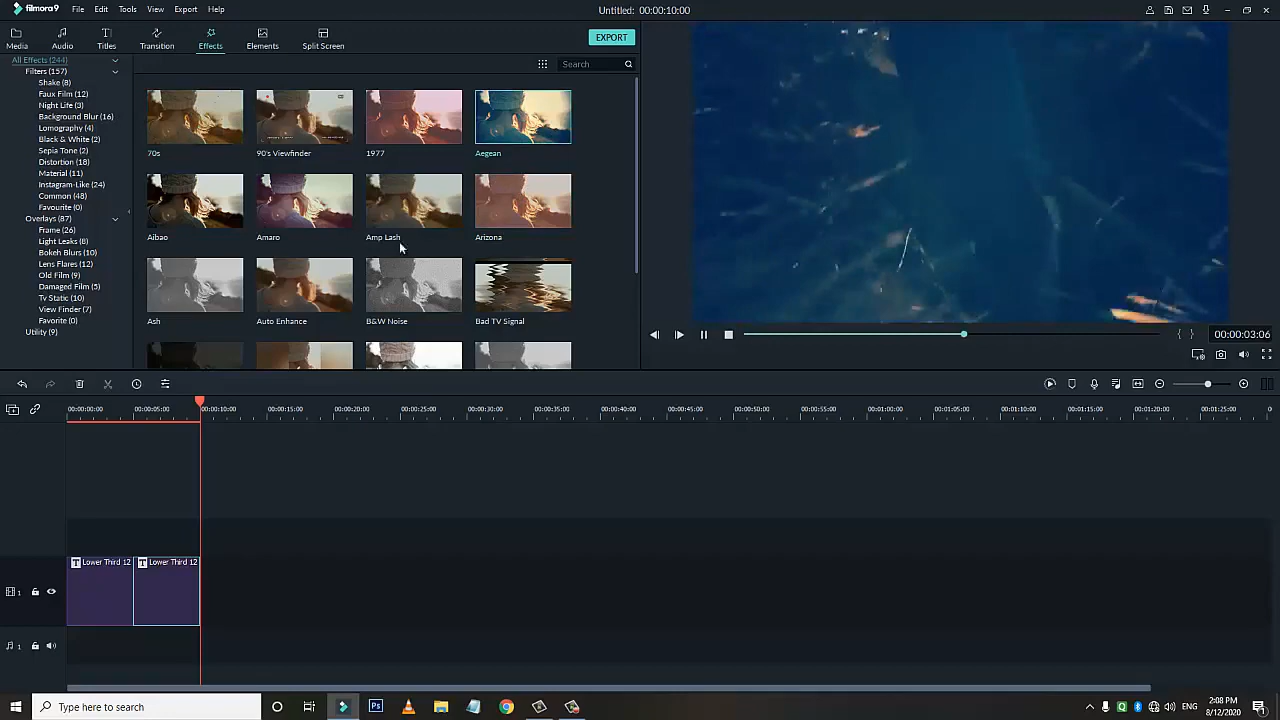 filmora9 File Edit Tools View Export Help Untitled: 00:00:10:00
Media Audio Titles Transition Effects Elements Split Screen EXPORT
All Effects (244)
Filters (157)
Shake (8)
Faux Film (12)
Night Life (3)
Background Blur (16)
Lomography (4)
Black & White (2)
Sepia Tone (2)
Distortion (18)
Material (11)
Instagram-Like (24)
Common (48)
Favourite (0)
Overlays (87)
Frame (26)
Light Leaks (8)
Bokeh Blurs (10)
Lens Flares (12)
Old Film (9)
Damaged Film (5)
Tv Static (10)
View Finder (7)
Favorite (0)
Utility (9)
Search
70s 90's Viewfinder 1977 Aegean
Aibao Amaro Amp Lash Arizona
Ash Auto Enhance B&W Noise Bad TV Signal
{ } 00:00:03:06
00:00:00:00 00:00:05:00 00:00:10:00 00:00:15:00 00:00:20:00 00:00:25:00 00:00:30:00 00:00:35:00 00:00:40:00 00:00:45:00 00:00:50:00 00:00:55:00 00:01:00:00 00:01:05:00 00:01:10:00 00:01:15:00 00:01:20:00 00:01:25:00 0
T Lower Third 12 T Lower Third 12
1
1
Type here to search Ps ENG 2:08 PM
8/12/2020